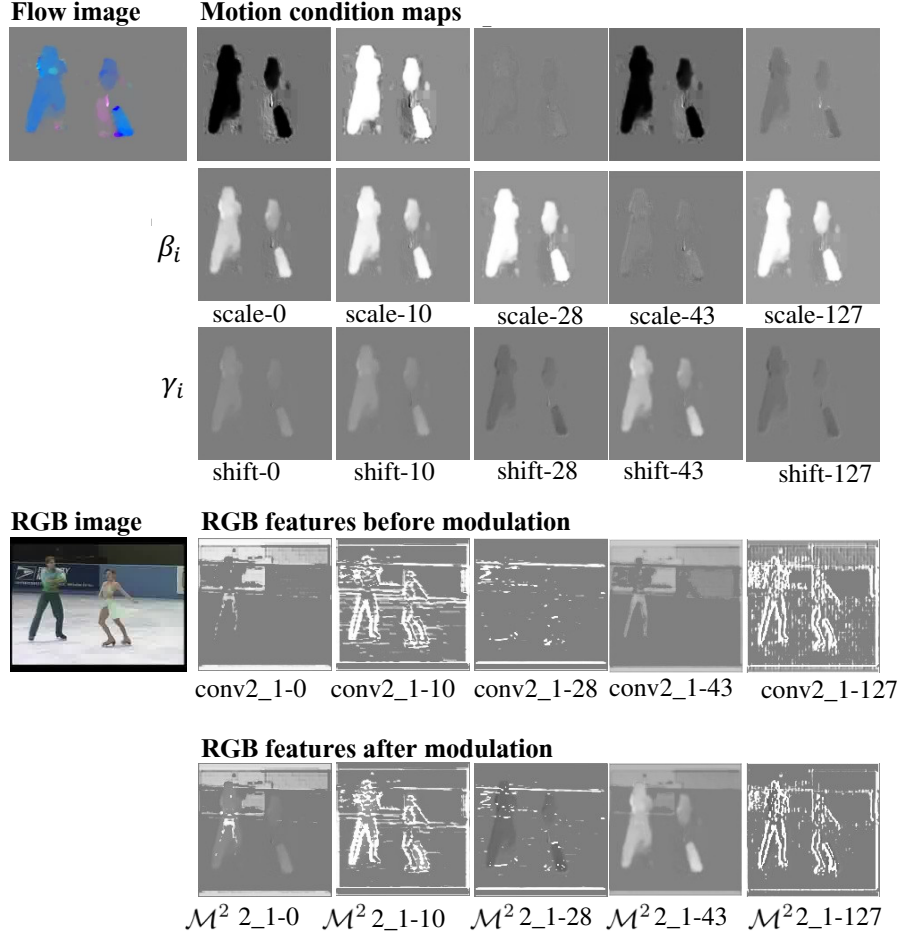 Flow image Motion condition maps
βᵢ
scale-0 scale-10 scale-28 scale-43 scale-127
γᵢ
shift-0 shift-10 shift-28 shift-43 shift-127
RGB image RGB features before modulation
conv2_1-0 conv2_1-10 conv2_1-28 conv2_1-43 conv2_1-127
RGB features after modulation
ℳ² 2_1-0 ℳ² 2_1-10 ℳ² 2_1-28 ℳ² 2_1-43 ℳ² 2_1-127